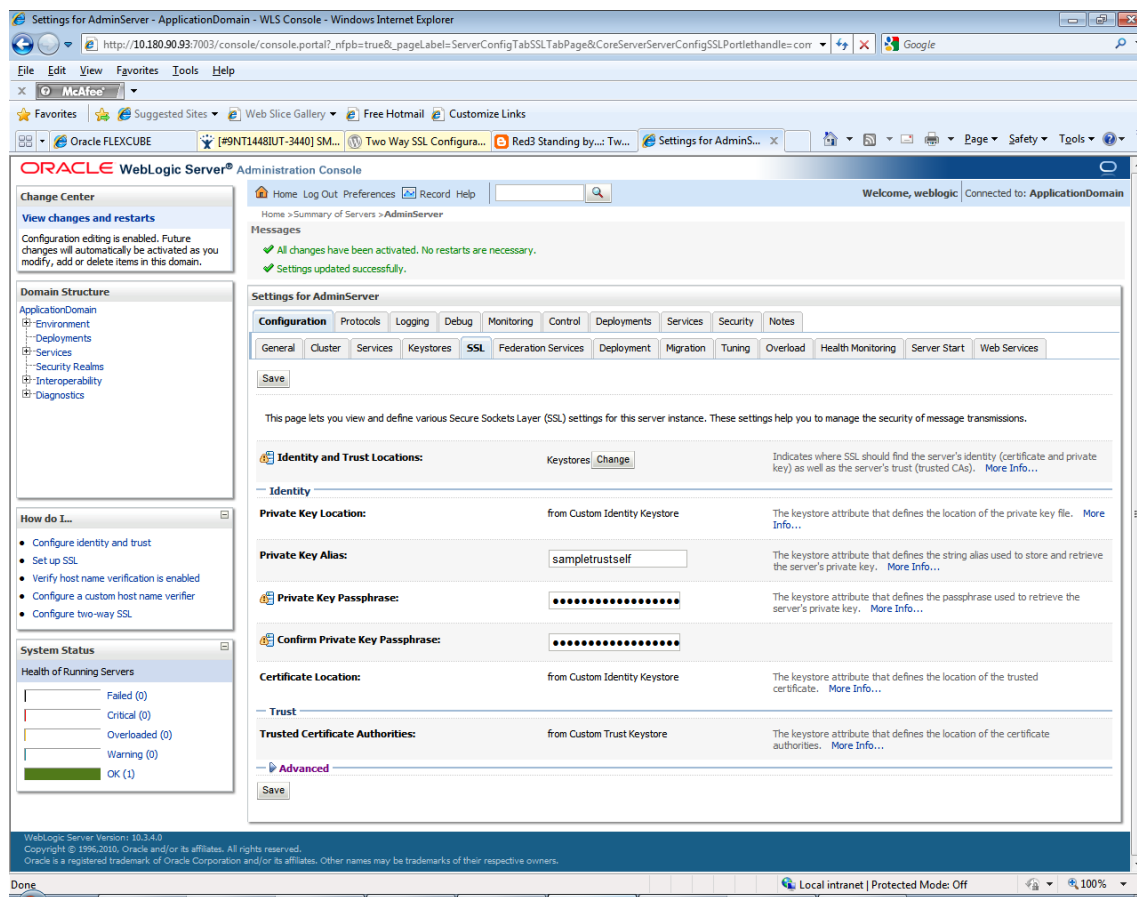 Settings for AdminServer - ApplicationDomain - WLS Console - Windows Internet Explorer
http://10.180.90.93:7003/console/console.portal?_nfpb=true&_pageLabel=ServerConfigTabSSLTabPage&CoreServerServerConfigSSLPortlethandle=com
Google
File Edit View Favorites Tools Help
X McAfee
Favorites Suggested Sites Web Slice Gallery Free Hotmail Customize Links
Oracle FLEXCUBE [#9NT1448IUT-3440] SM... Two Way SSL Configura... Red3 Standing by...: Tw... Settings for AdminS... X Page Safety Tools
ORACLE WebLogic Server® Administration Console
Change Center
View changes and restarts
Configuration editing is enabled. Future
changes will automatically be activated as you
modify, add or delete items in this domain.
Domain Structure
ApplicationDomain
Environment
Deployments
Services
Security Realms
Interoperability
Diagnostics
How do I...
Configure identity and trust
Set up SSL
Verify host name verification is enabled
Configure a custom host name verifier
Configure two-way SSL
System Status
Health of Running Servers
Failed (0)
Critical (0)
Overloaded (0)
Warning (0)
OK (1)
Home Log Out Preferences Record Help
Welcome, weblogic Connected to: ApplicationDomain
Home >Summary of Servers >AdminServer
Messages
All changes have been activated. No restarts are necessary.
Settings updated successfully.
Settings for AdminServer
Configuration Protocols Logging Debug Monitoring Control Deployments Services Security Notes
General Cluster Services Keystores SSL Federation Services Deployment Migration Tuning Overload Health Monitoring Server Start Web Services
Save
This page lets you view and define various Secure Sockets Layer (SSL) settings for this server instance. These settings help you to manage the security of message transmissions.
Identity and Trust Locations: Keystores Change Indicates where SSL should find the server's identity (certificate and private
key) as well as the server's trust (trusted CAs). More Info...
Identity
Private Key Location: from Custom Identity Keystore The keystore attribute that defines the location of the private key file. More
Info...
Private Key Alias: sampletrustself The keystore attribute that defines the string alias used to store and retrieve
the server's private key. More Info...
Private Key Passphrase: •••••••••••••••••• The keystore attribute that defines the passphrase used to retrieve the
server's private key. More Info...
Confirm Private Key Passphrase: ••••••••••••••••••
Certificate Location: from Custom Identity Keystore The keystore attribute that defines the location of the trusted
certificate. More Info...
Trust
Trusted Certificate Authorities: from Custom Trust Keystore The keystore attribute that defines the location of the certificate
authorities. More Info...
Advanced
Save
WebLogic Server Version: 10.3.4.0
Copyright © 1996,2010, Oracle and/or its affiliates. All rights reserved.
Oracle is a registered trademark of Oracle Corporation and/or its affiliates. Other names may be trademarks of their respective owners.
Done Local intranet | Protected Mode: Off 100%